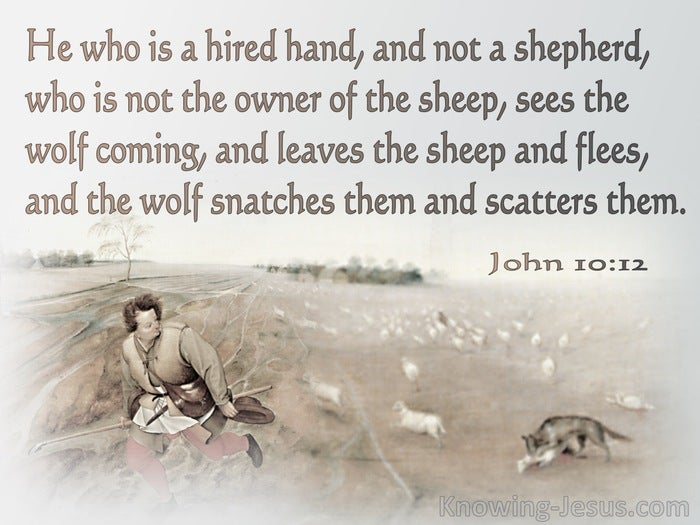 He who is a hired hand, and not a shepherd,
who is not the owner of the sheep, sees the
wolf coming, and leaves the sheep and flees,
and the wolf snatches them and scatters them.
John 10:12
Knowing-Jesus.com